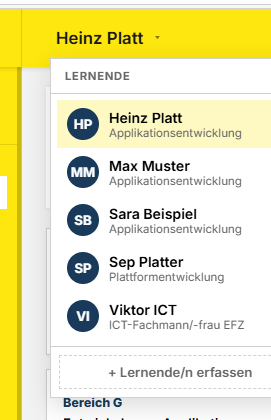 Heinz Platt
LERNENDE
HP
Heinz Platt
Applikationsentwicklung
MM
Max Muster
Applikationsentwicklung
SB
Sara Beispiel
Applikationsentwicklung
SP
Sep Platter
Plattformentwicklung
VI
Viktor ICT
ICT-Fachmann/-frau EFZ
+ Lernende/n erfassen
Bereich G